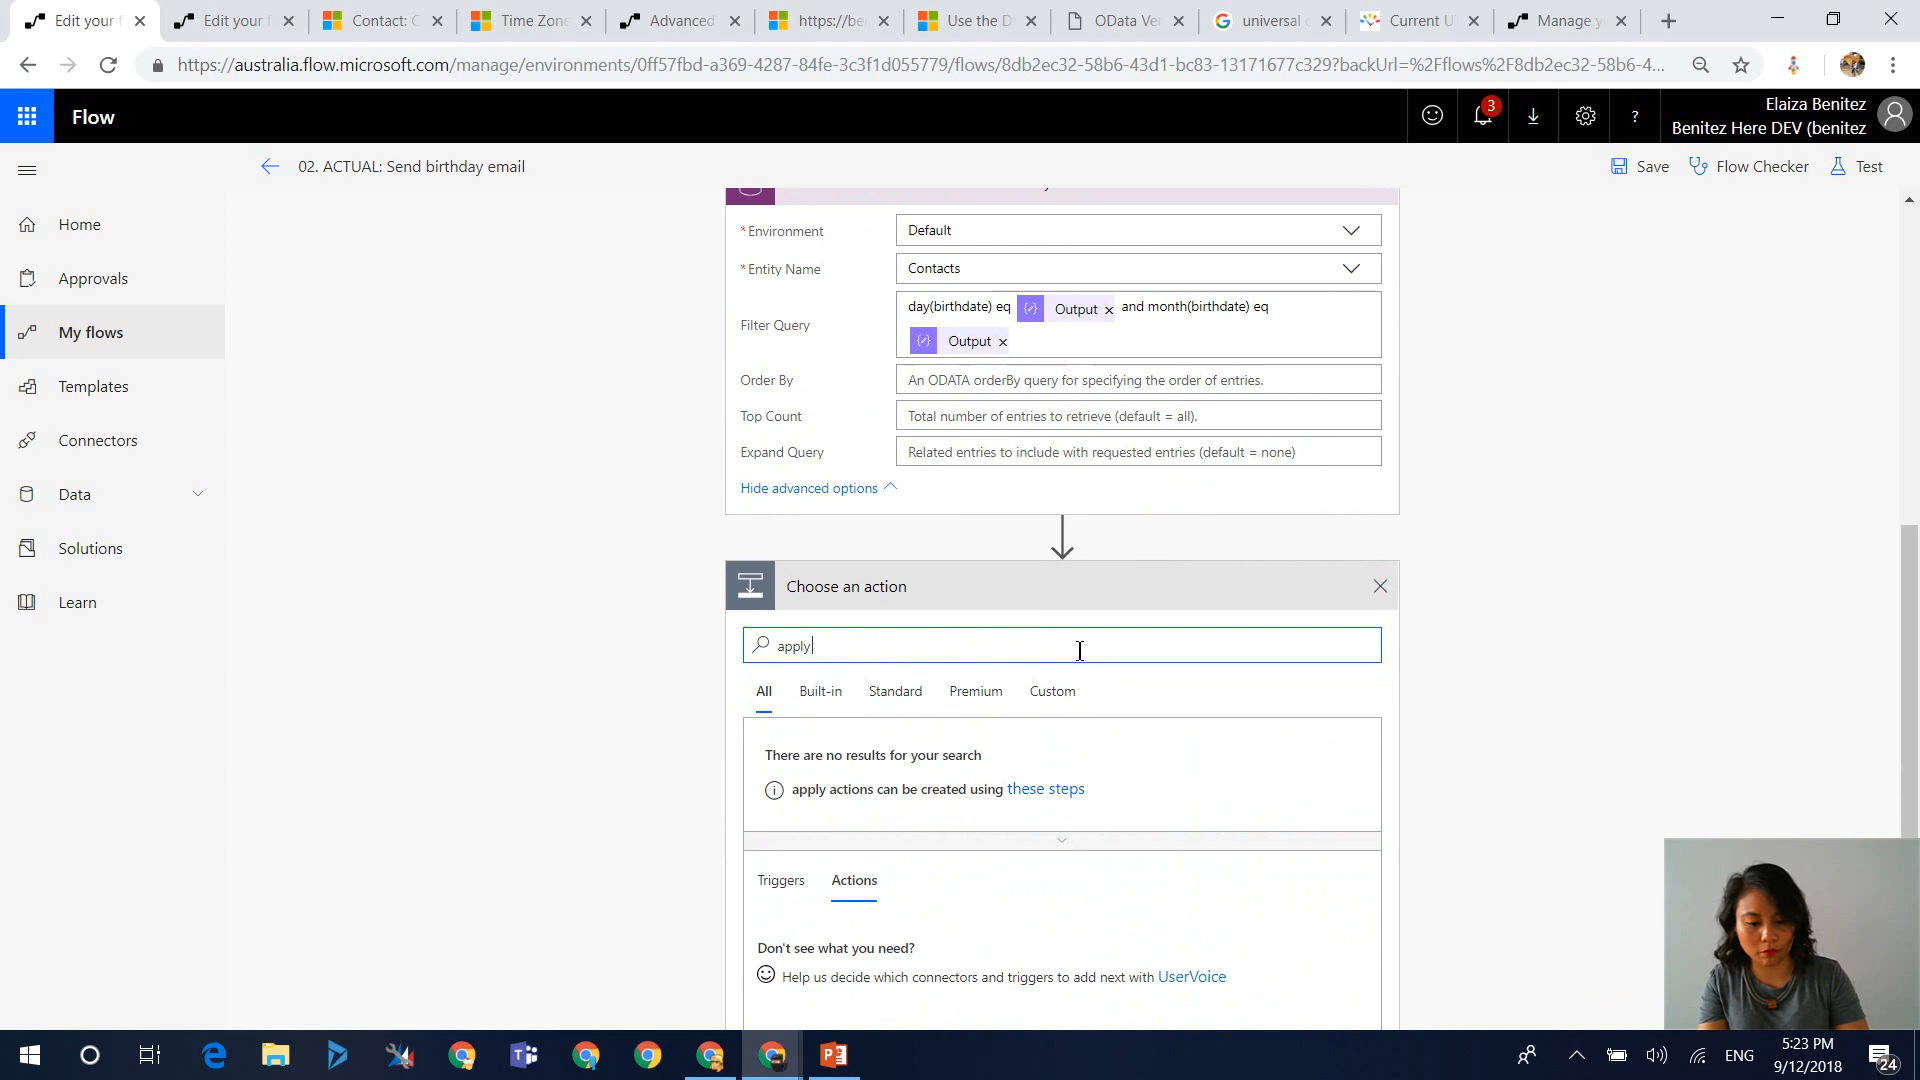 Edit your f
Edit your f
Contact: C
Time Zone
Advanced
https://be
Use the D
OData Ver
universal c
Current UT
Manage y
https://australia.flow.microsoft.com/manage/environments/0ff57fbd-a369-4287-84fe-3c3f1d055779/flows/8db2ec32-58b6-43d1-bc83-13171677c329?backUrl=%2Fflows%2F8db2ec32-58b6-4...
Flow
3
?
Elaiza Benitez
Benitez Here DEV (benitez
02. ACTUAL: Send birthday email
Save
Flow Checker
Test
Home
Approvals
My flows
Templates
Connectors
Data
Solutions
Learn
* Environment
Default
* Entity Name
Contacts
Filter Query
day(birthdate) eq Output × and month(birthdate) eq
Output ×
Order By
An ODATA orderBy query for specifying the order of entries.
Top Count
Total number of entries to retrieve (default = all).
Expand Query
Related entries to include with requested entries (default = none)
Hide advanced options
Choose an action
apply
All
Built-in
Standard
Premium
Custom
There are no results for your search
apply actions can be created using these steps
Triggers
Actions
Don't see what you need?
Help us decide which connectors and triggers to add next with UserVoice
ENG
5:23 PM
9/12/2018
24